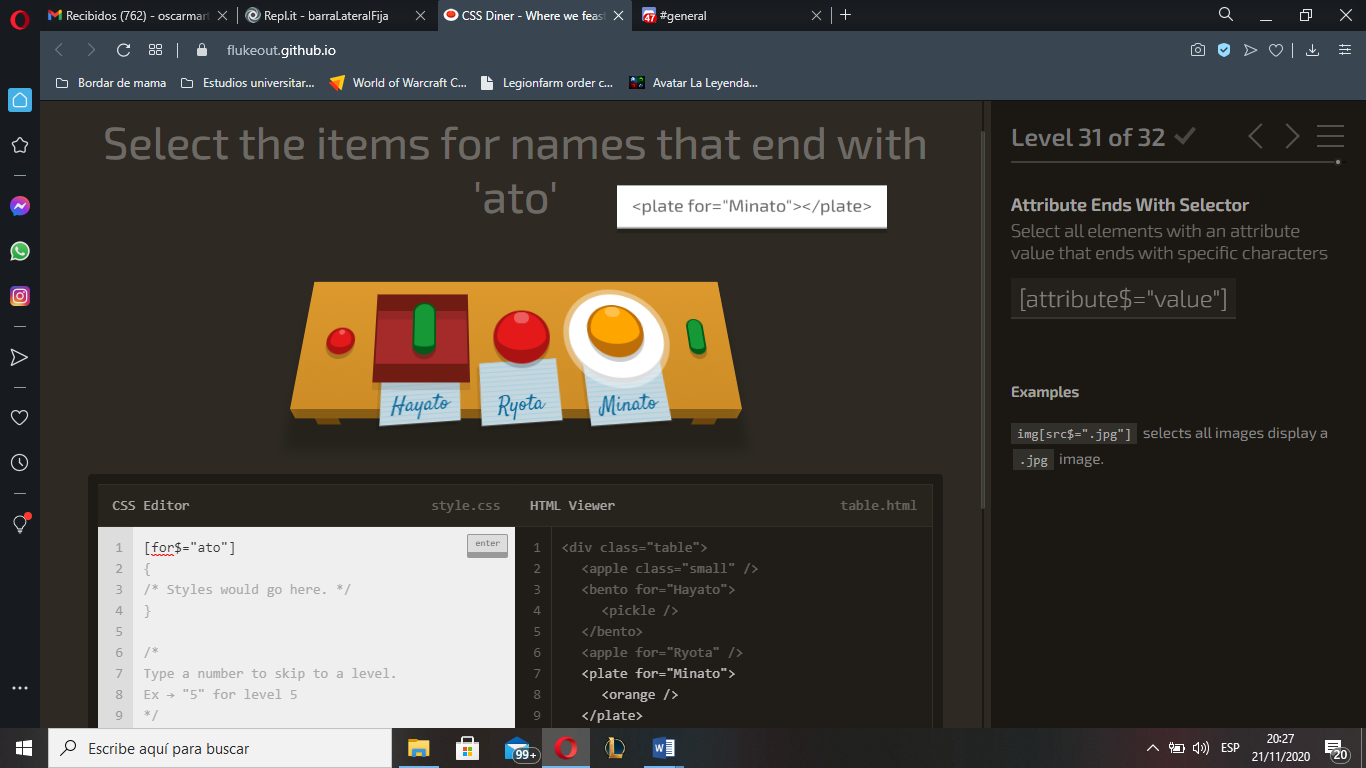 Recibidos (762) - oscarmar
Repl.it - barraLateralFija
CSS Diner - Where we feas
47 #general
flukeout.github.io
Bordar de mama
Estudios universitar...
World of Warcraft C...
Legionfarm order c...
Avatar La Leyenda...
Select the items for names that end with
'ato'
<plate for="Minato"></plate>
Hayato
Ryota
Minato
Level 31 of 32
Attribute Ends With Selector
Select all elements with an attribute
value that ends with specific characters
[attribute$="value"]
Examples
img[src$=".jpg"] selects all images display a
.jpg image.
CSS Editor
style.css
1 [for$="ato"]
enter
2 {
3 /* Styles would go here. */
4 }
5
6 /*
7 Type a number to skip to a level.
8 Ex → "5" for level 5
9 */
HTML Viewer
table.html
1 <div class="table">
2 <apple class="small" />
3 <bento for="Hayato">
4 <pickle />
5 </bento>
6 <apple for="Ryota" />
7 <plate for="Minato">
8 <orange />
9 </plate>
Escribe aquí para buscar
99+
ESP
20:27
21/11/2020
20